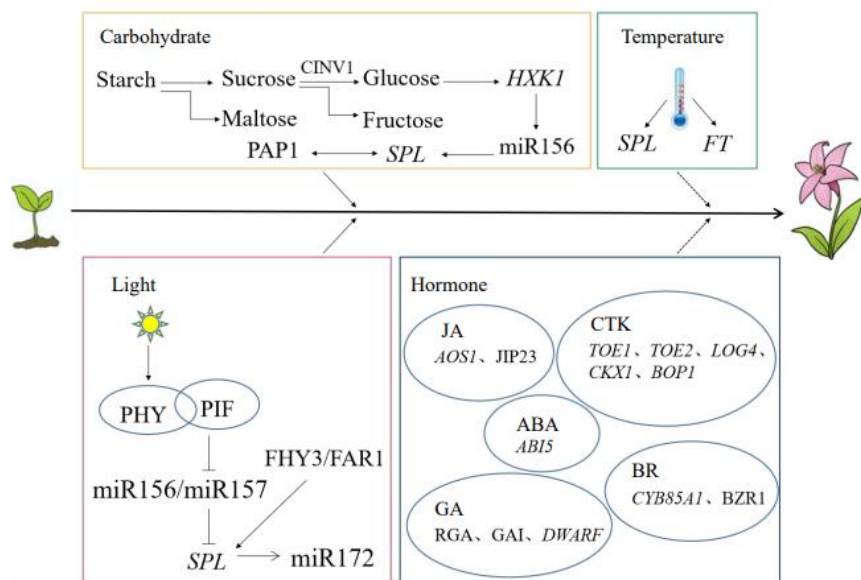 Carbohydrate
Starch Sucrose CINV1 Glucose HXK1
Maltose Fructose
PAP1 SPL miR156
Temperature
SPL FT
Light
PHY PIF
FHY3/FAR1
miR156/miR157
SPL miR172
Hormone
JA
AOS1、JIP23
CTK
TOE1、TOE2、LOG4、
CKX1、BOP1
ABA
ABI5
BR
CYB85A1、BZR1
GA
RGA、GAI、DWARF